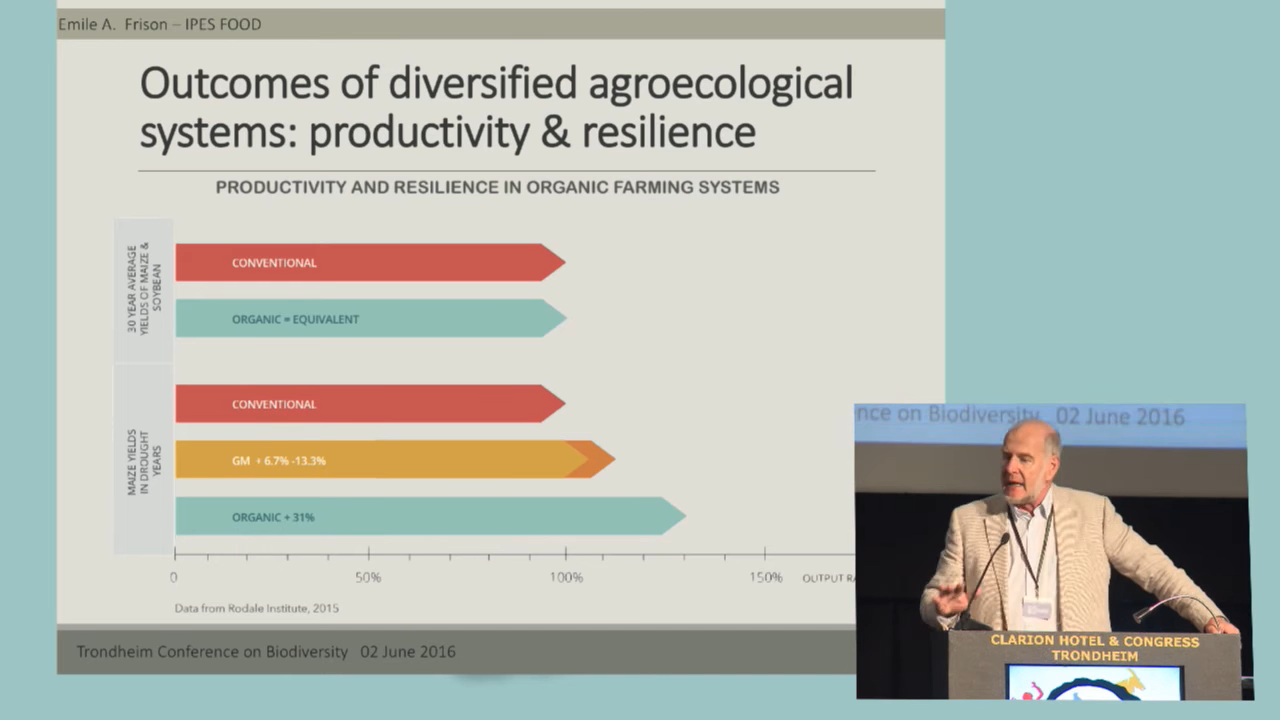 Emile A. Frison – IPES FOOD
Outcomes of diversified agroecological
systems: productivity & resilience
PRODUCTIVITY AND RESILIENCE IN ORGANIC FARMING SYSTEMS
30 YEAR AVERAGE
YIELDS OF MAIZE &
SOYBEAN
CONVENTIONAL
ORGANIC = EQUIVALENT
MAIZE YIELDS
IN DROUGHT
YEARS
CONVENTIONAL
GM + 6.7% -13.3%
ORGANIC + 31%
0 50% 100% 150% OUTPUT
Data from Rodale Institute, 2015
Trondheim Conference on Biodiversity 02 June 2016
on Biodiversity 02 June 2016
CLARION HOTEL & CONGRESS
TRONDHEIM